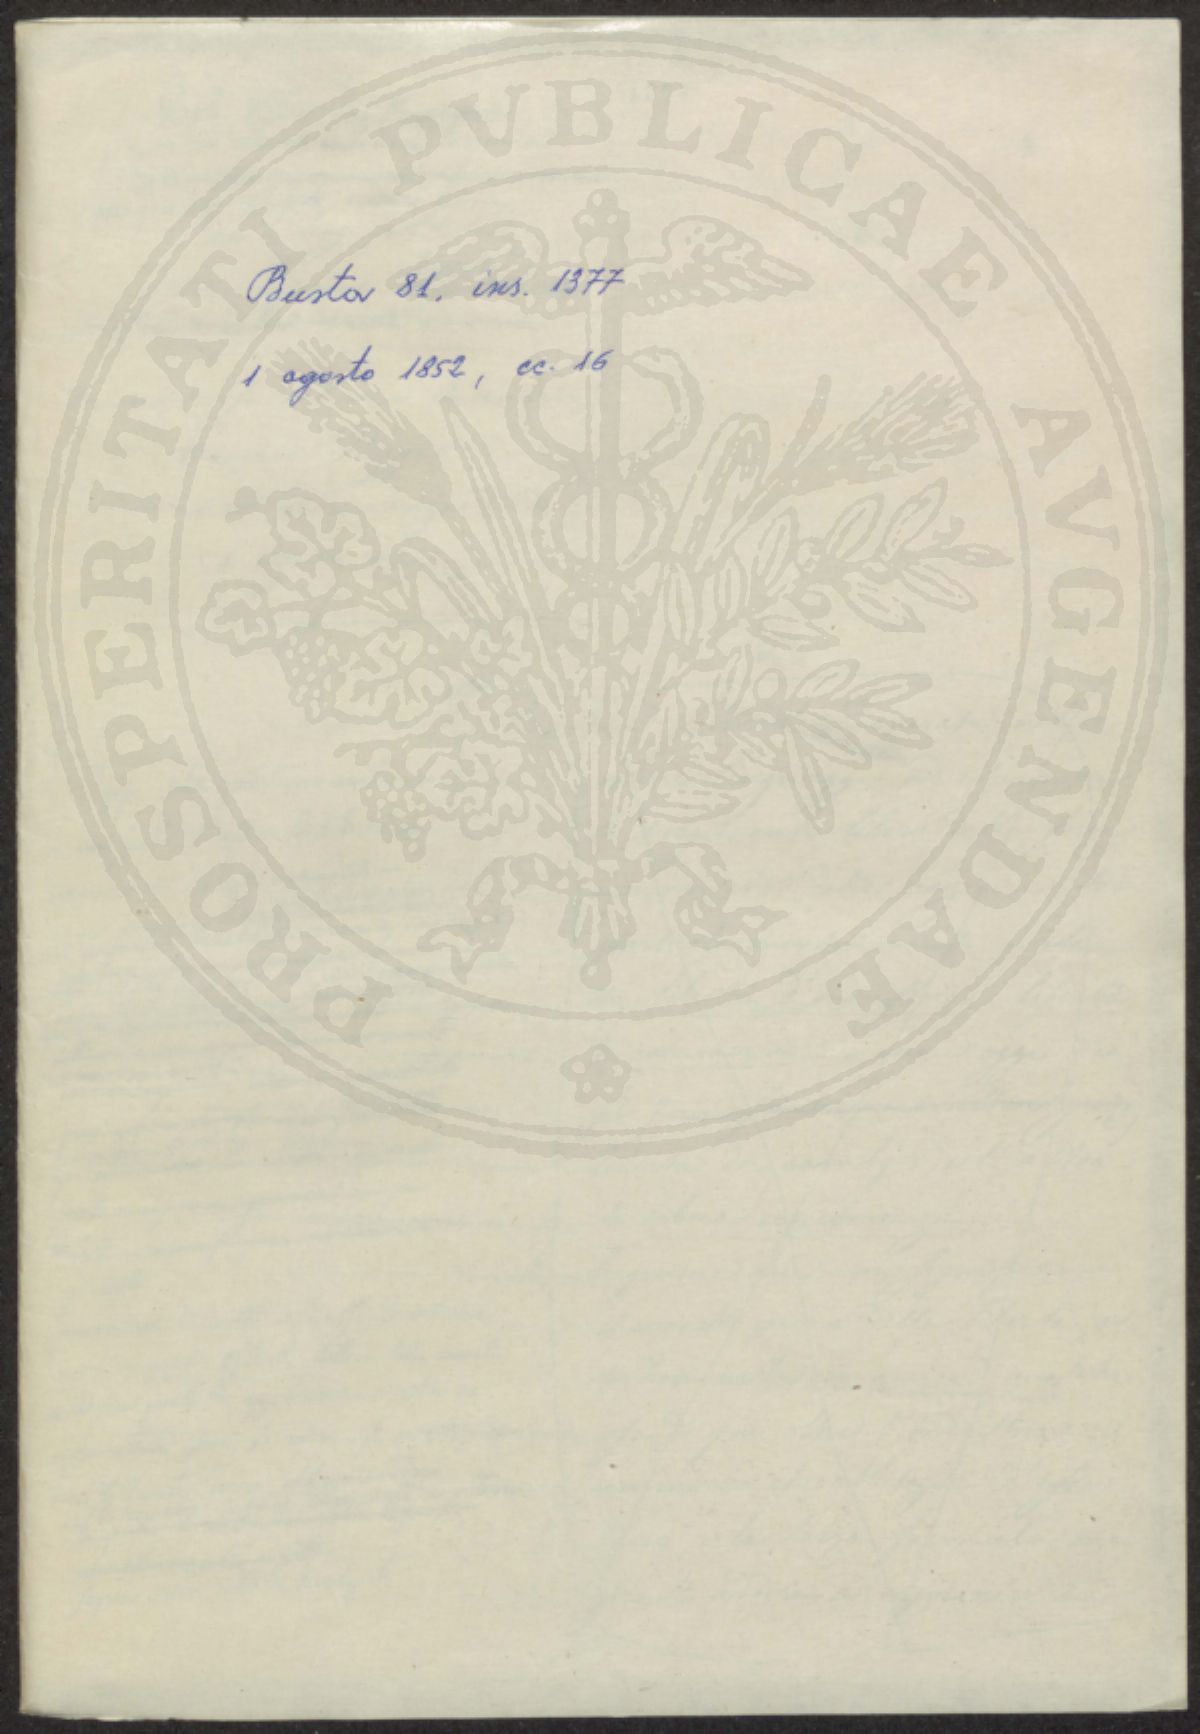 Busta 81. ins. 1377
1 agosto 1852, cc. 16
PROSPERITATI PVBLICAE AVGENDAE